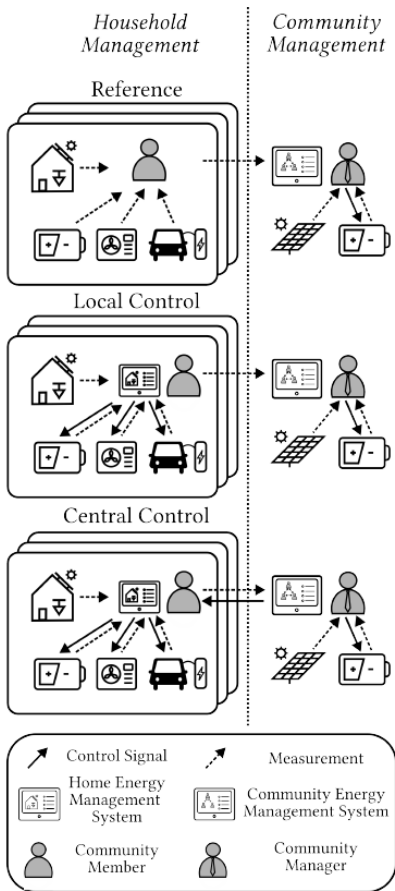 Household
Management
Community
Management
Reference
Local Control
Central Control
Control Signal
Measurement
Home Energy
Management
System
Community Energy
Management System
Community
Member
Community
Manager